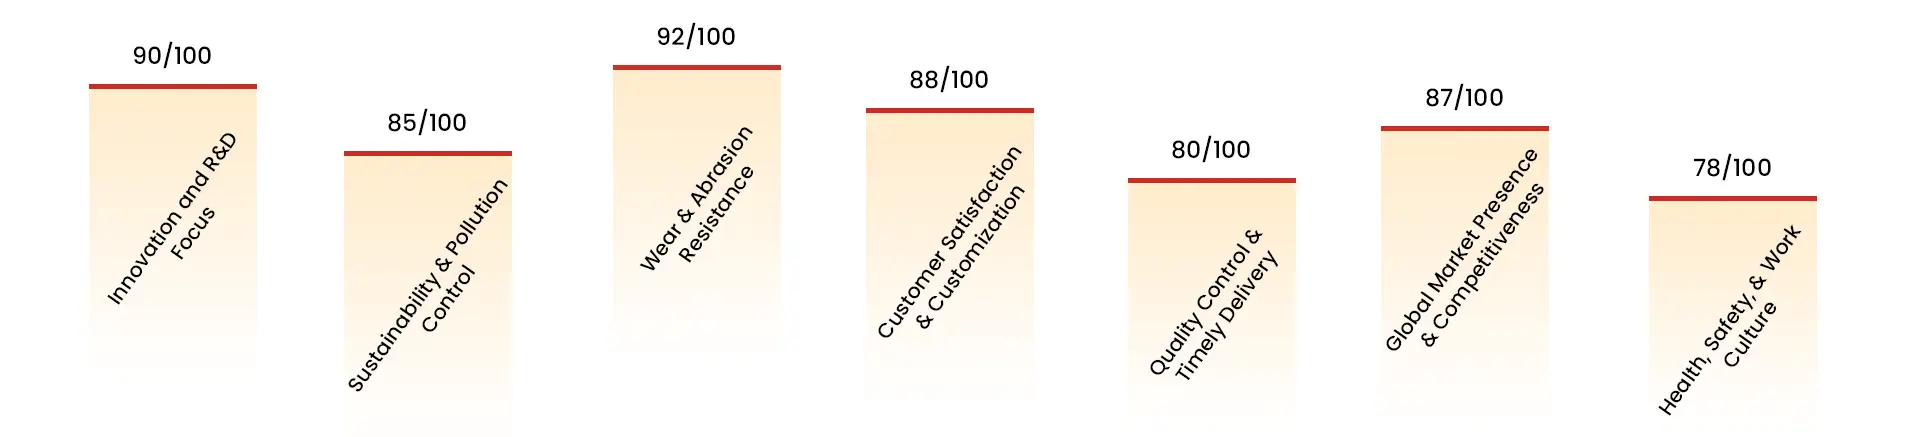 90/100
Innovation and R&D
Focus
85/100
Sustainability & Pollution
Control
92/100
Wear & Abrasion
Resistance
88/100
Customer Satisfaction
& Customization
80/100
Quality Control &
Timely Delivery
87/100
Global Market Presence
& Competitiveness
78/100
Health, Safety, & Work
Culture